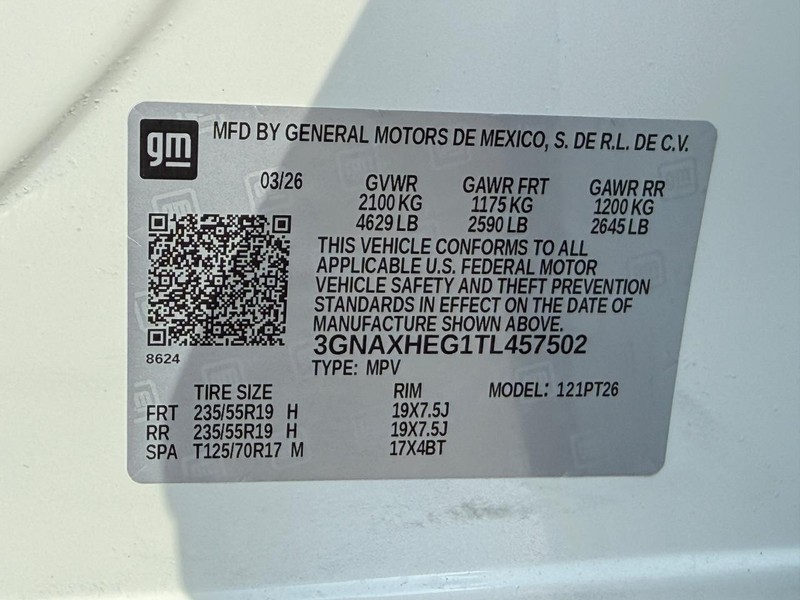 gm MFD BY GENERAL MOTORS DE MEXICO, S. DE R.L. DE C.V.
03/26 GVWR GAWR FRT GAWR RR
2100 KG 1175 KG 1200 KG
4629 LB 2590 LB 2645 LB
THIS VEHICLE CONFORMS TO ALL
APPLICABLE U.S. FEDERAL MOTOR
VEHICLE SAFETY AND THEFT PREVENTION
STANDARDS IN EFFECT ON THE DATE OF
MANUFACTURE SHOWN ABOVE.
3GNAXHEG1TL457502
8624
TYPE: MPV
TIRE SIZE RIM MODEL: 121PT26
FRT 235/55R19 H 19X7.5J
RR 235/55R19 H 19X7.5J
SPA T125/70R17 M 17X4BT